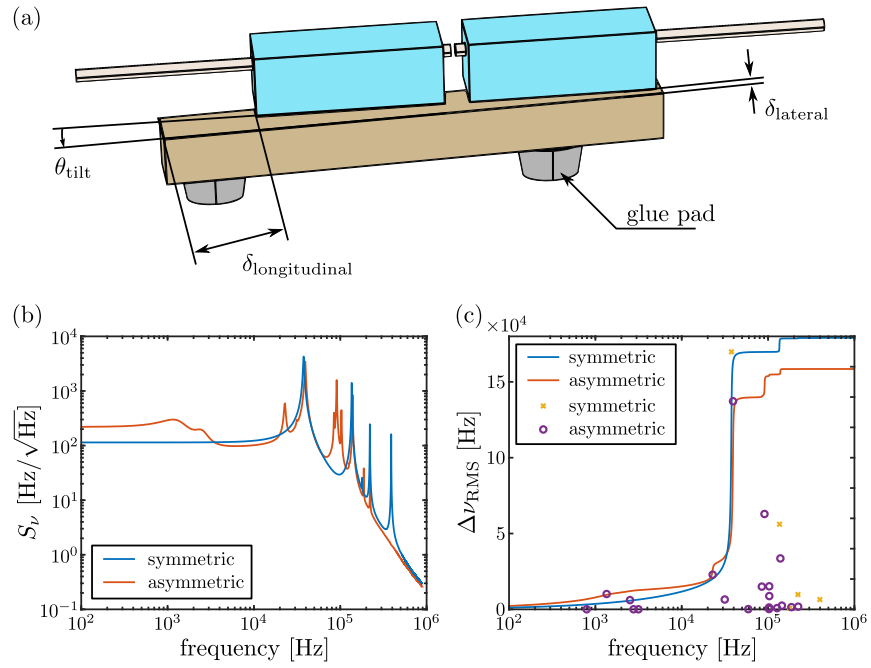 (a)
δlateral
θtilt
glue pad
δlongitudinal
(b)
10^4
10^3
10^2
10^1
10^0
10^−1
S_ν [Hz/√Hz]
symmetric
asymmetric
10^2 10^3 10^4 10^5 10^6
frequency [Hz]
(c)
×10^4
15
10
5
0
Δν_RMS [Hz]
symmetric
asymmetric
symmetric
asymmetric
10^2 10^3 10^4 10^5 10^6
frequency [Hz]